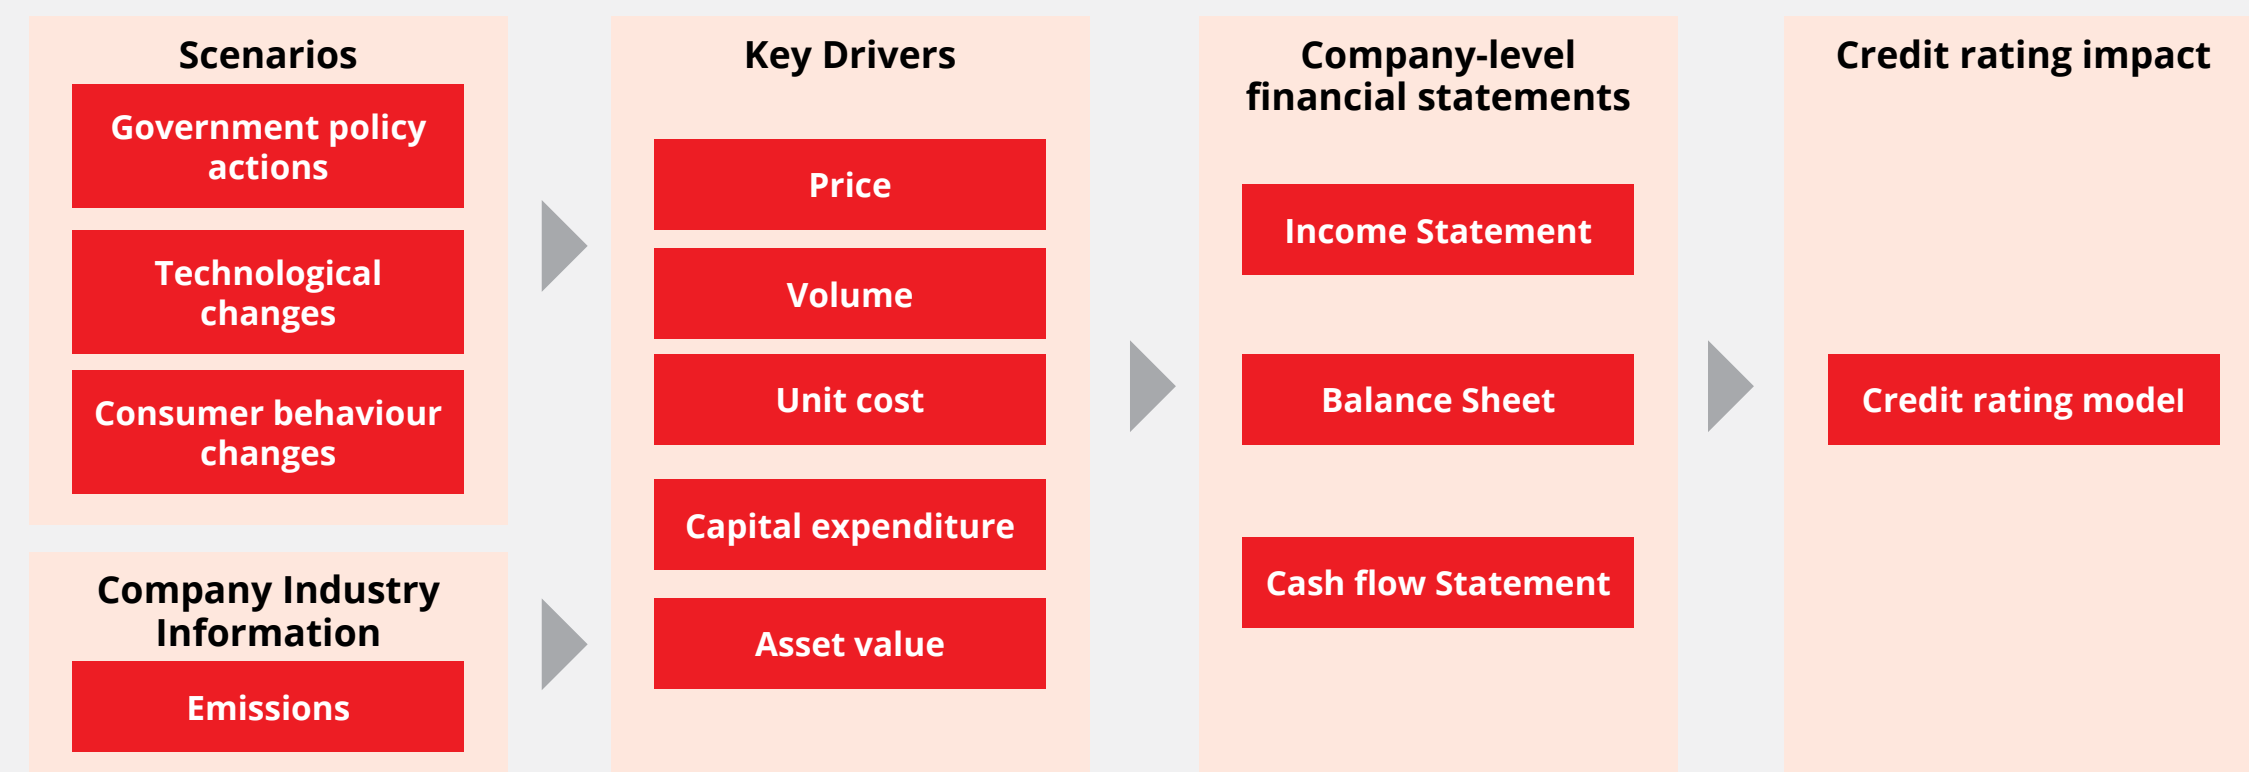 Scenarios
Government policy
actions
Technological
changes
Consumer behaviour
changes
Company Industry
Information
Emissions
Key Drivers
Price
Volume
Unit cost
Capital expenditure
Asset value
Company-level
financial statements
Income Statement
Balance Sheet
Cash flow Statement
Credit rating impact
Credit rating model